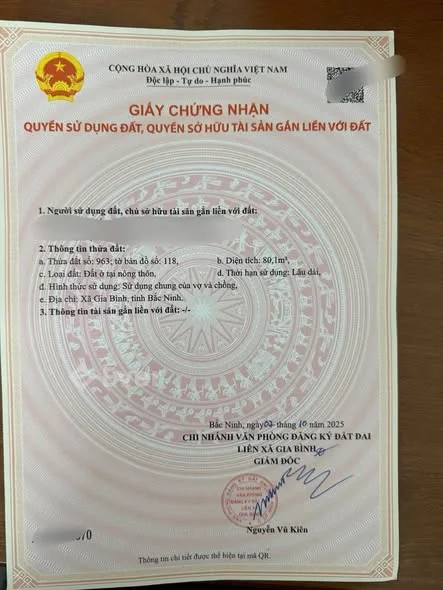 CỘNG HÒA XÃ HỘI CHỦ NGHĨA VIỆT NAM
Độc lập - Tự do - Hạnh phúc
GIẤY CHỨNG NHẬN
QUYỀN SỬ DỤNG ĐẤT, QUYỀN SỞ HỮU TÀI SẢN GẮN LIỀN VỚI ĐẤT
1. Người sử dụng đất, chủ sở hữu tài sản gắn liền với đất:
2. Thông tin thửa đất:
a. Thửa đất số: 963; tờ bản đồ số: 118, b. Diện tích: 80,1m²,
c. Loại đất: Đất ở tại nông thôn, d. Thời hạn sử dụng: Lâu dài,
đ. Hình thức sử dụng: Sử dụng chung của vợ và chồng,
e. Địa chỉ: Xã Gia Bình, tỉnh Bắc Ninh.
3. Thông tin tài sản gắn liền với đất: -/-
Bắc Ninh, ngày 02 tháng 10 năm 2025
CHI NHÁNH VĂN PHÒNG ĐĂNG KÝ ĐẤT ĐAI
LIÊN XÃ GIA BÌNH
GIÁM ĐỐC
CHI NHÁNH
VĂN PHÒNG
Nguyễn Vũ Kiên
Thông tin chi tiết được thể hiện tại mã QR.